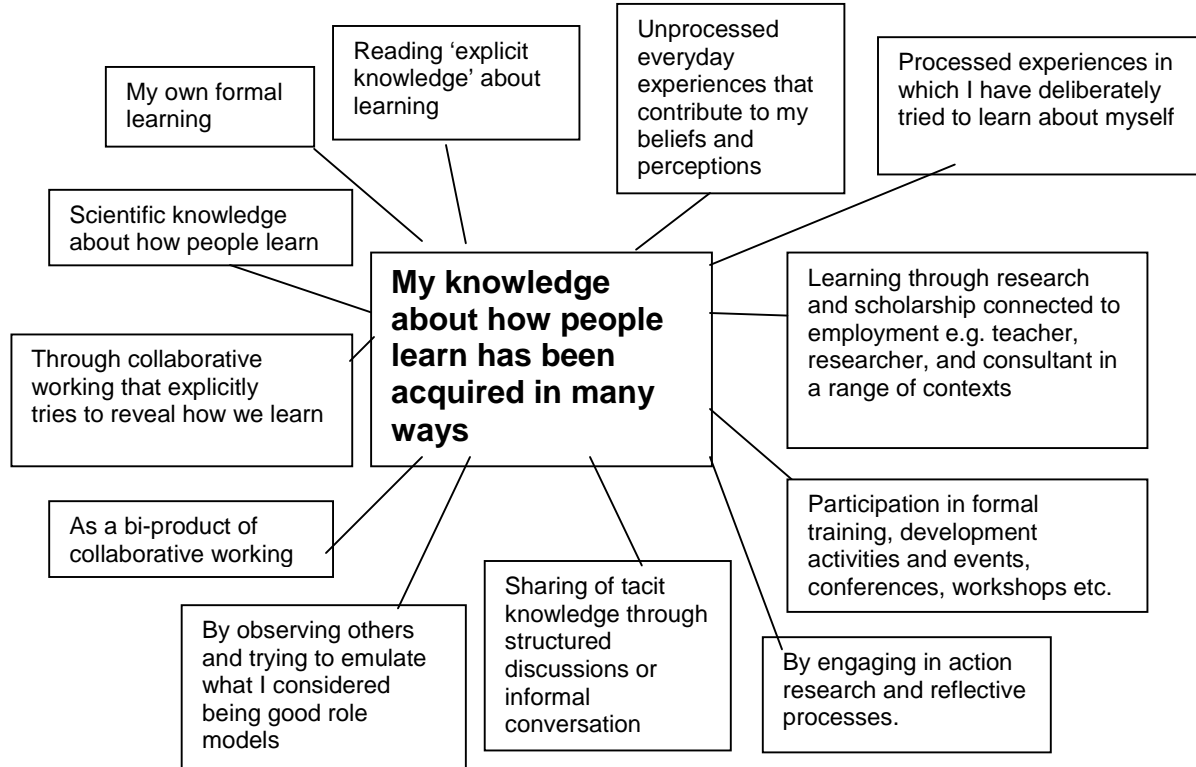 My own formal
learning
Reading ‘explicit
knowledge’ about
learning
Unprocessed
everyday
experiences that
contribute to my
beliefs and
perceptions
Processed experiences in
which I have deliberately
tried to learn about myself
Scientific knowledge
about how people learn
My knowledge
about how people
learn has been
acquired in many
ways
Learning through research
and scholarship connected to
employment e.g. teacher,
researcher, and consultant in
a range of contexts
Through collaborative
working that explicitly
tries to reveal how we learn
As a bi-product of
collaborative working
Participation in formal
training, development
activities and events,
conferences, workshops etc.
By observing others
and trying to emulate
what I considered
being good role
models
Sharing of tacit
knowledge through
structured
discussions or
informal
conversation
By engaging in action
research and reflective
processes.